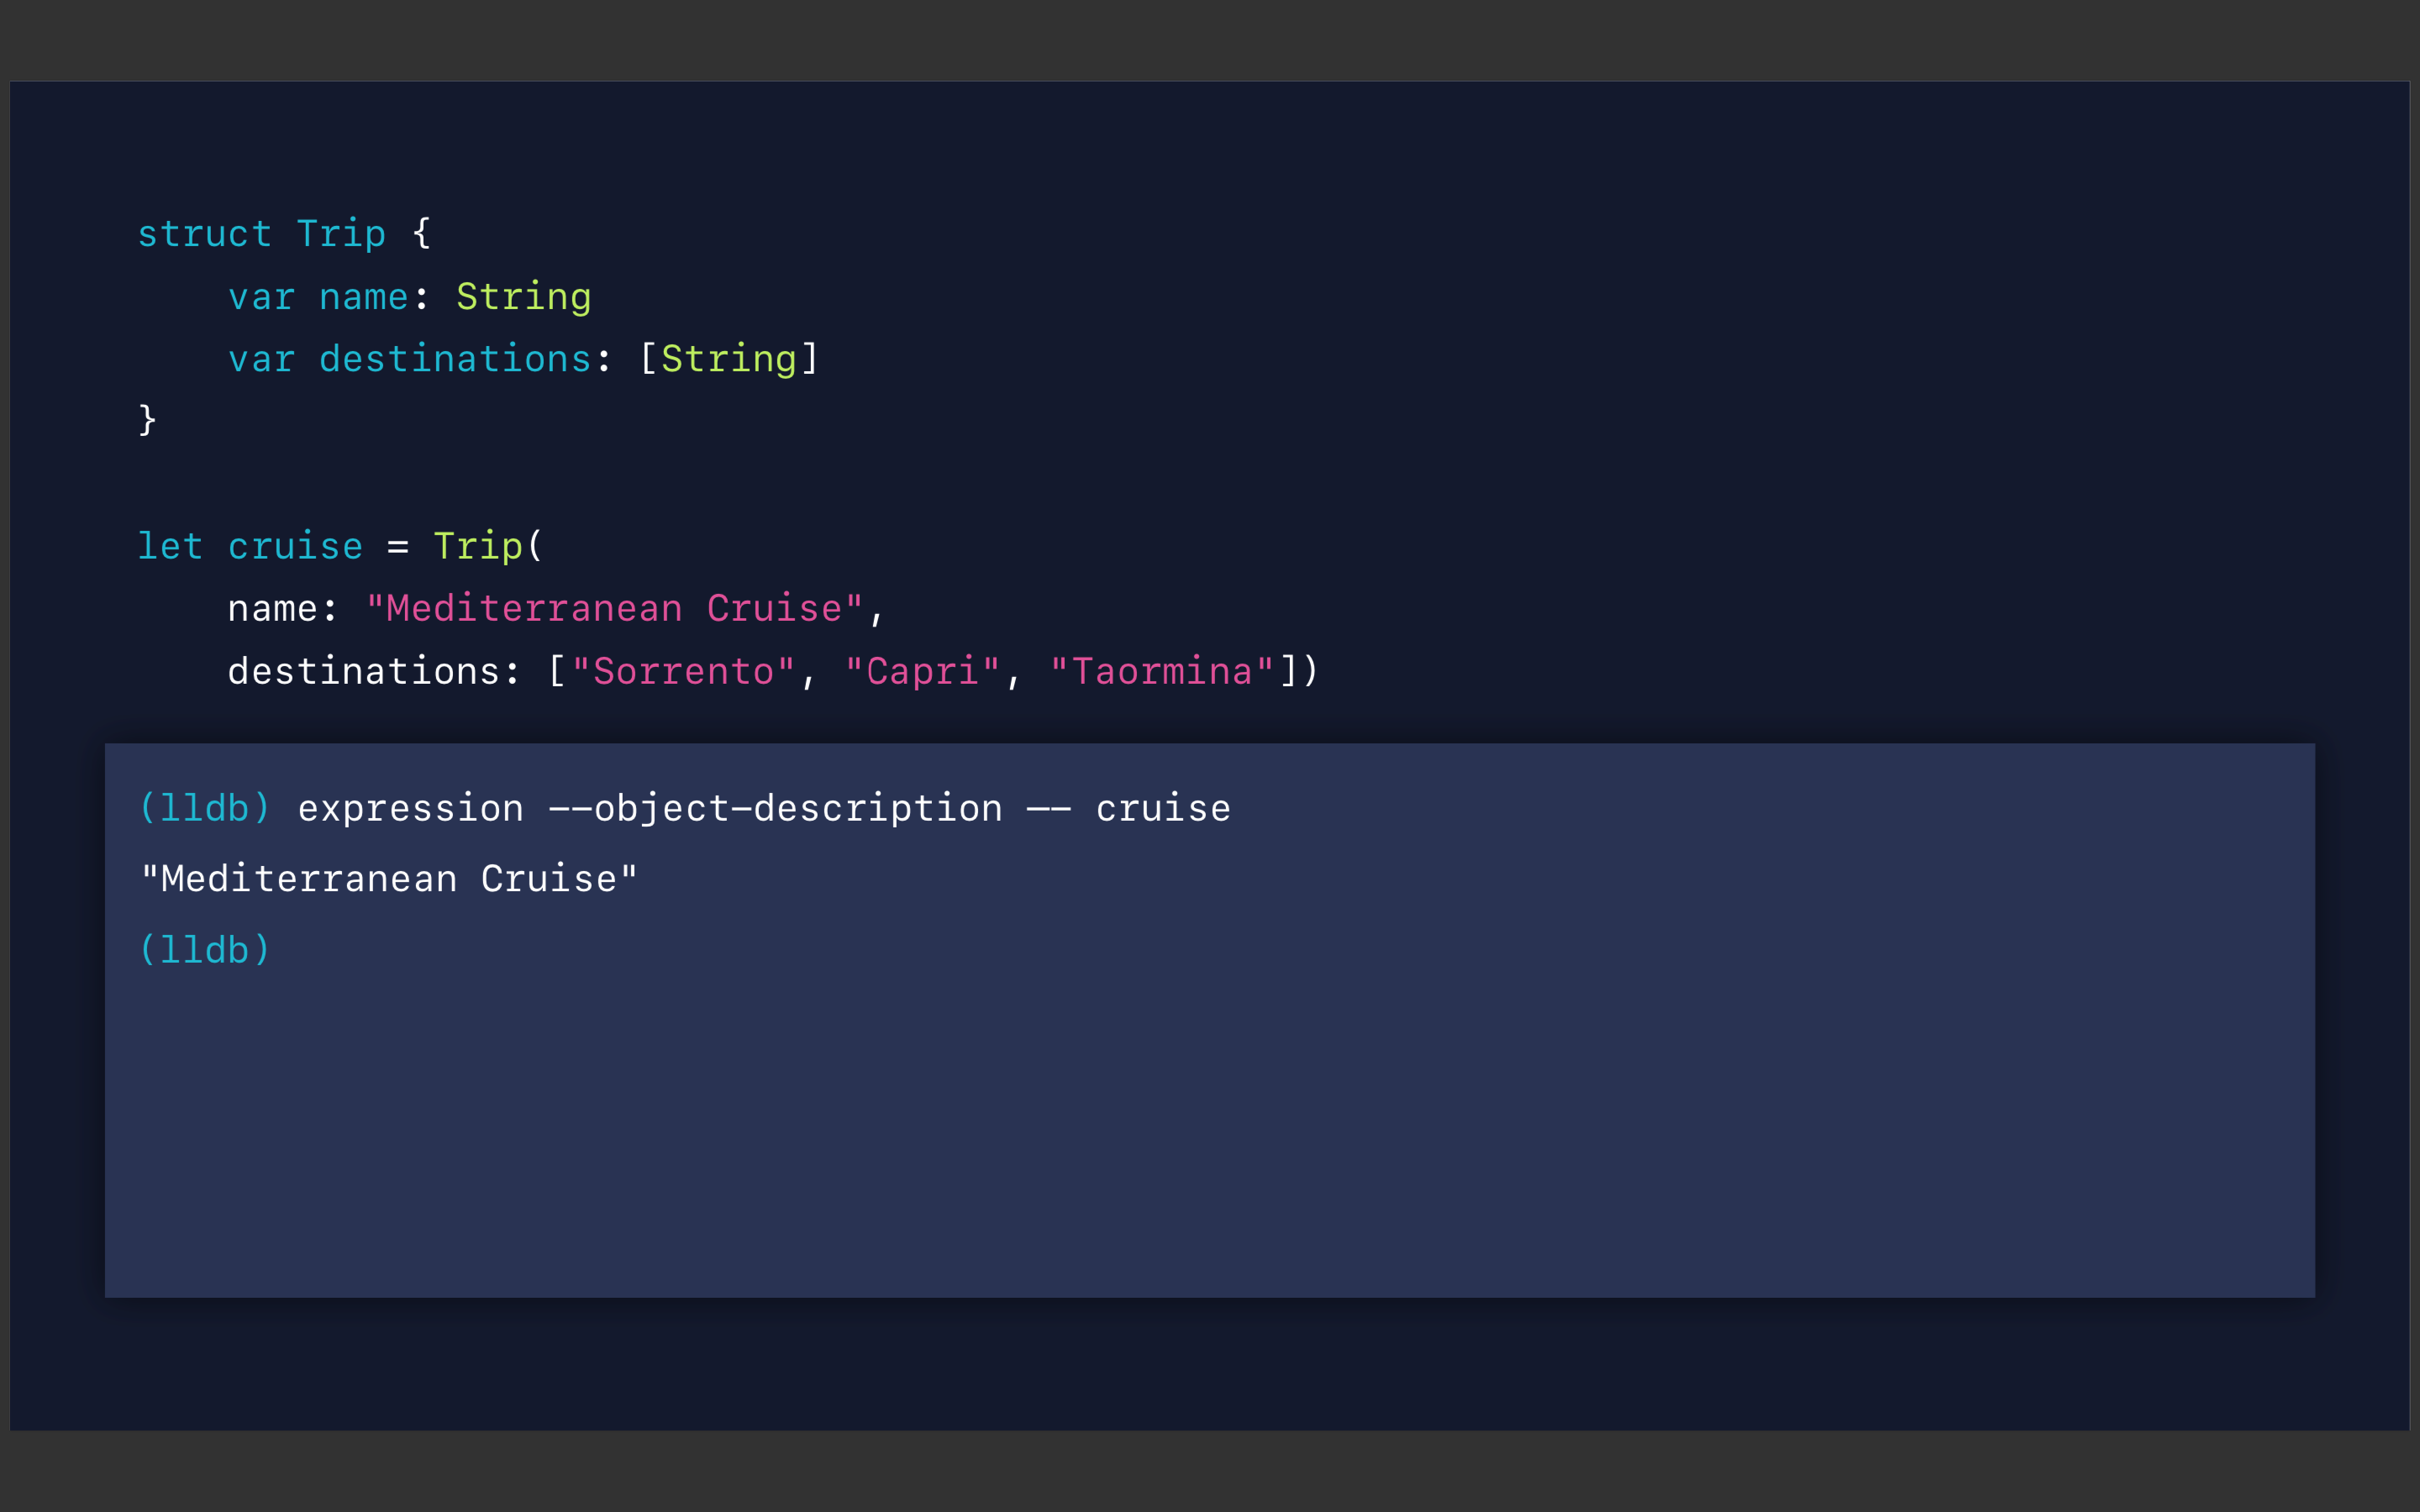 struct Trip {
    var name: String
    var destinations: [String]
}
let cruise = Trip(
    name: "Mediterranean Cruise",
    destinations: ["Sorrento", "Capri", "Taormina"])
(lldb) expression --object-description -- cruise
"Mediterranean Cruise"
(lldb)